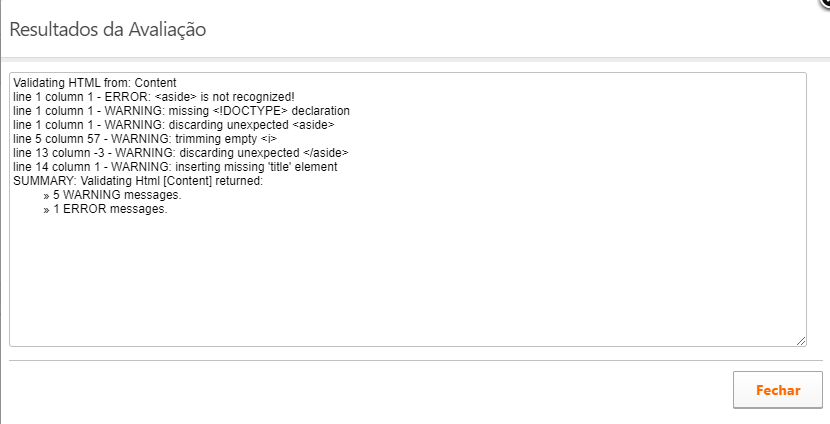 Resultados da Avaliação
Validating HTML from: Content
line 1 column 1 - ERROR: <aside> is not recognized!
line 1 column 1 - WARNING: missing <!DOCTYPE> declaration
line 1 column 1 - WARNING: discarding unexpected <aside>
line 5 column 57 - WARNING: trimming empty <i>
line 13 column -3 - WARNING: discarding unexpected </aside>
line 14 column 1 - WARNING: inserting missing 'title' element
SUMMARY: Validating Html [Content] returned:
» 5 WARNING messages.
» 1 ERROR messages.
Fechar